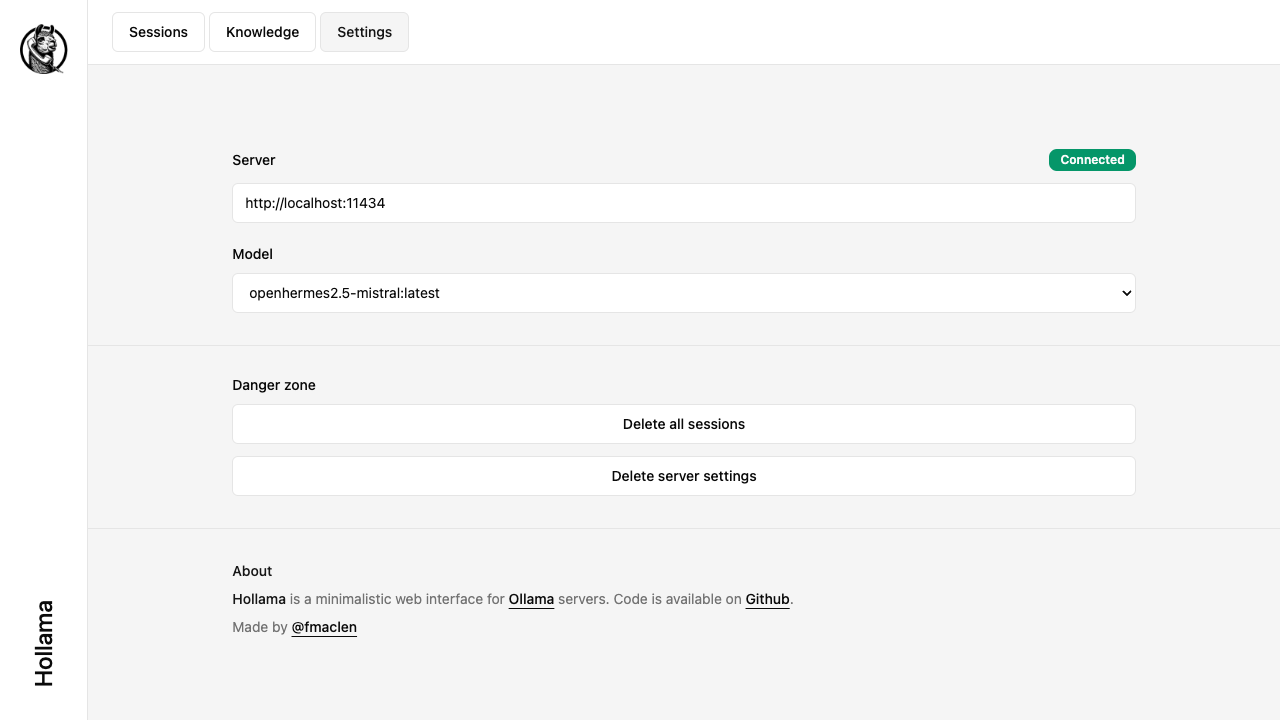 Sessions
Knowledge
Settings
Server
Connected
http://localhost:11434
Model
openhermes2.5-mistral:latest
Danger zone
Delete all sessions
Delete server settings
About
Hollama is a minimalistic web interface for Ollama servers. Code is available on Github.
Made by @fmaclen
Hollama